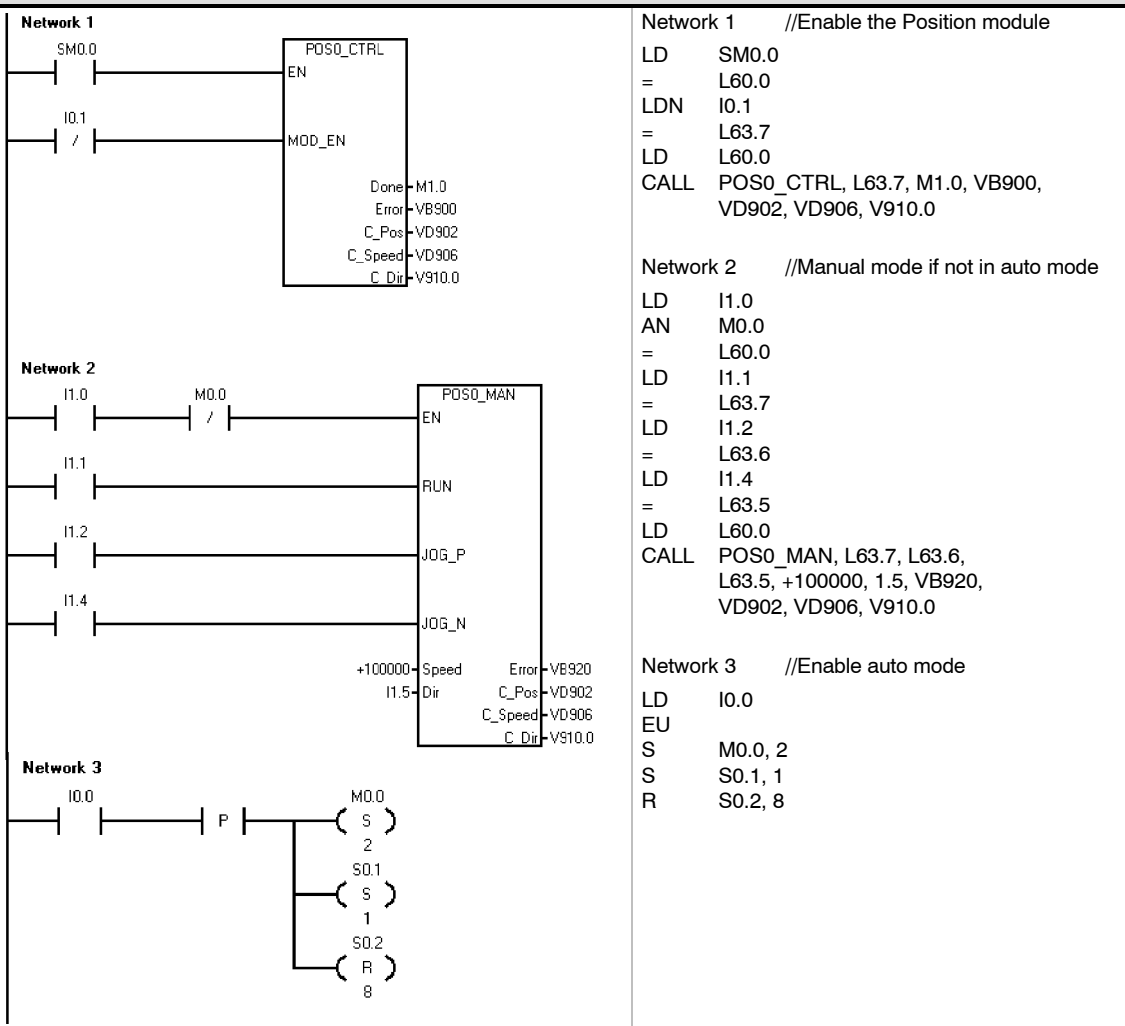 Network 1
SM0.0
POS0_CTRL
EN
I0.1
/
MOD_EN
Done M1.0
Error VB900
C_Pos VD902
C_Speed VD906
C_Dir V910.0
Network 2
I1.0 M0.0
/
POS0_MAN
EN
I1.1
RUN
I1.2
JOG_P
I1.4
JOG_N
+100000 Speed Error VB920
I1.5 Dir C_Pos VD902
C_Speed VD906
C_Dir V910.0
Network 3
I0.0
P
M0.0
S
2
S0.1
S
1
S0.2
R
8
Network 1 //Enable the Position module
LD SM0.0
= L60.0
LDN I0.1
= L63.7
LD L60.0
CALL POS0_CTRL, L63.7, M1.0, VB900,
VD902, VD906, V910.0
Network 2 //Manual mode if not in auto mode
LD I1.0
AN M0.0
= L60.0
LD I1.1
= L63.7
LD I1.2
= L63.6
LD I1.4
= L63.5
LD L60.0
CALL POS0_MAN, L63.7, L63.6,
L63.5, +100000, 1.5, VB920,
VD902, VD906, V910.0
Network 3 //Enable auto mode
LD I0.0
EU
S M0.0, 2
S S0.1, 1
R S0.2, 8